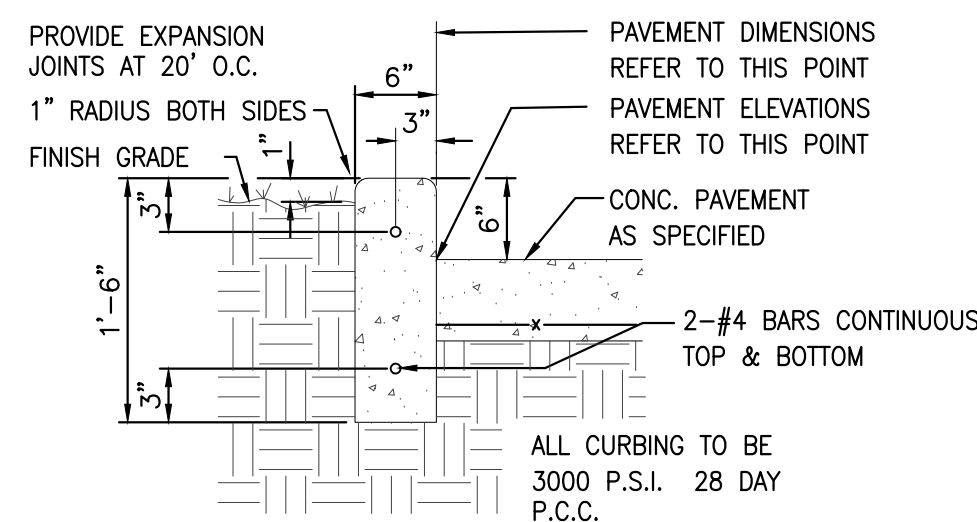 PROVIDE EXPANSION
JOINTS AT 20' O.C.
1" RADIUS BOTH SIDES
FINISH GRADE
6"
3"
1"
3"
1'-6"
3"
6"
PAVEMENT DIMENSIONS
REFER TO THIS POINT
PAVEMENT ELEVATIONS
REFER TO THIS POINT
CONC. PAVEMENT
AS SPECIFIED
x
2-#4 BARS CONTINUOUS
TOP & BOTTOM
ALL CURBING TO BE
3000 P.S.I. 28 DAY
P.C.C.